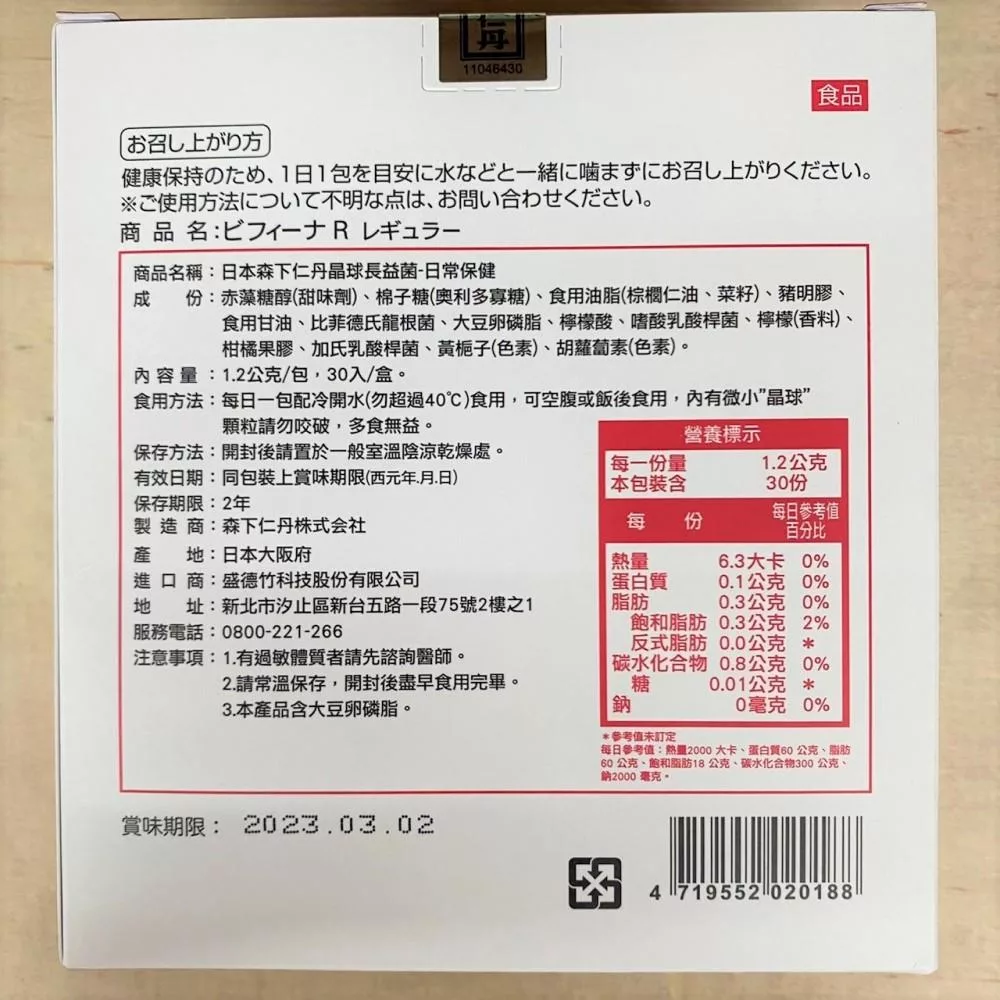 仁丹
11046430
食品
お召し上がり方
健康保持のため、1日1包を目安に水などと一緒に噛まずにお召し上がりください。
※ご使用方法について不明な点は、お問い合わせください。
商品名:ビフィーナ R レギュラー
商品名稱：日本森下仁丹晶球長益菌-日常保健
成 份：赤藻糖醇(甜味劑)、棉子糖(奧利多寡糖)、食用油脂(棕櫚仁油、菜籽)、豬明膠、
食用甘油、比菲德氏龍根菌、大豆卵磷脂、檸檬酸、嗜酸乳酸桿菌、檸檬(香料)、
柑橘果膠、加氏乳酸桿菌、黃梔子(色素)、胡蘿蔔素(色素)。
內容量：1.2公克/包，30入/盒。
食用方法：每日一包配冷開水(勿超過40℃)食用，可空腹或飯後食用，內有微小”晶球”
顆粒請勿咬破，多食無益。
保存方法：開封後請置於一般室溫陰涼乾燥處。
有效日期：同包裝上賞味期限(西元年.月.日)
保存期限：2年
製造商：森下仁丹株式会社
產 地：日本大阪府
進口商：盛德竹科技股份有限公司
地 址：新北市汐止區新台五路一段75號2樓之1
服務電話：0800-221-266
注意事項：1.有過敏體質者請先諮詢醫師。
2.請常溫保存，開封後盡早食用完畢。
3.本產品含大豆卵磷脂。
營養標示
每一份量 1.2公克
本包裝含 30份
每 份 每日參考值
百分比
熱量 6.3大卡 0%
蛋白質 0.1公克 0%
脂肪 0.3公克 0%
飽和脂肪 0.3公克 2%
反式脂肪 0.0公克 *
碳水化合物 0.8公克 0%
糖 0.01公克 *
鈉 0毫克 0%
*參考值未訂定
每日參考值：熱量2000 大卡、蛋白質60 公克、脂肪
60 公克、飽和脂肪18 公克、碳水化合物300 公克、
鈉2000 毫克。
賞味期限： 2023.03.02
4 719552 020188